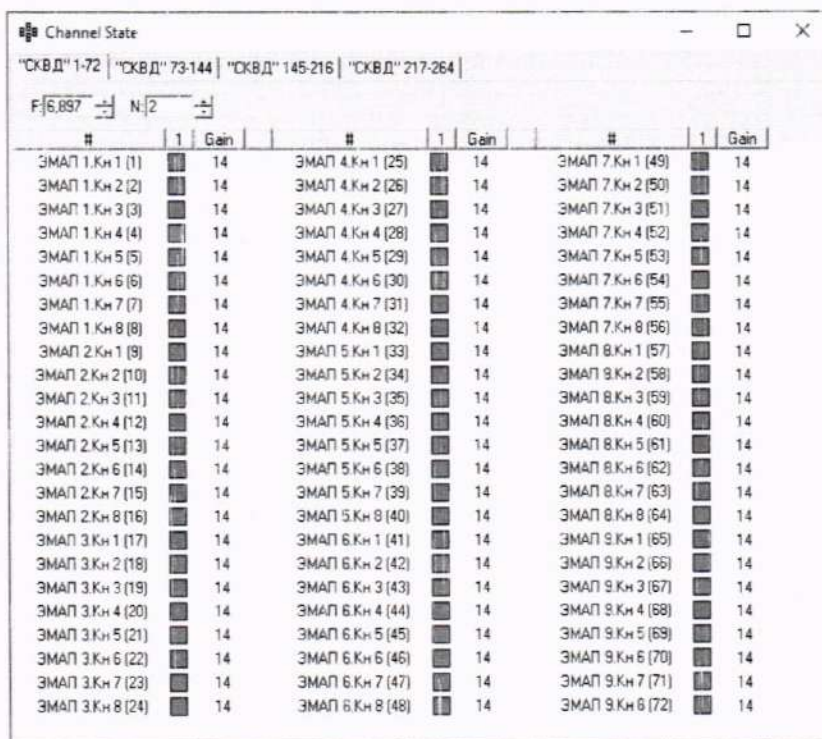 Channel State
"СКВД" 1-72 "СКВД" 73-144 "СКВД" 145-216 "СКВД" 217-264
F: 6,897 N: 2
# 1 Gain # 1 Gain # 1 Gain
ЭМАП 1.Кн 1 (1) 14 ЭМАП 4.Кн 1 (25) 14 ЭМАП 7.Кн 1 (49) 14
ЭМАП 1.Кн 2 (2) 14 ЭМАП 4.Кн 2 (26) 14 ЭМАП 7.Кн 2 (50) 14
ЭМАП 1.Кн 3 (3) 14 ЭМАП 4.Кн 3 (27) 14 ЭМАП 7.Кн 3 (51) 14
ЭМАП 1.Кн 4 (4) 14 ЭМАП 4.Кн 4 (28) 14 ЭМАП 7.Кн 4 (52) 14
ЭМАП 1.Кн 5 (5) 14 ЭМАП 4.Кн 5 (29) 14 ЭМАП 7.Кн 5 (53) 14
ЭМАП 1.Кн 6 (6) 14 ЭМАП 4.Кн 6 (30) 14 ЭМАП 7.Кн 6 (54) 14
ЭМАП 1.Кн 7 (7) 14 ЭМАП 4.Кн 7 (31) 14 ЭМАП 7.Кн 7 (55) 14
ЭМАП 1.Кн 8 (8) 14 ЭМАП 4.Кн 8 (32) 14 ЭМАП 7.Кн 8 (56) 14
ЭМАП 2.Кн 1 (9) 14 ЭМАП 5.Кн 1 (33) 14 ЭМАП 8.Кн 1 (57) 14
ЭМАП 2.Кн 2 (10) 14 ЭМАП 5.Кн 2 (34) 14 ЭМАП 9.Кн 2 (58) 14
ЭМАП 2.Кн 3 (11) 14 ЭМАП 5.Кн 3 (35) 14 ЭМАП 8.Кн 3 (59) 14
ЭМАП 2.Кн 4 (12) 14 ЭМАП 5.Кн 4 (36) 14 ЭМАП 8.Кн 4 (60) 14
ЭМАП 2.Кн 5 (13) 14 ЭМАП 5.Кн 5 (37) 14 ЭМАП 8.Кн 5 (61) 14
ЭМАП 2.Кн 6 (14) 14 ЭМАП 5.Кн 6 (38) 14 ЭМАП 8.Кн 6 (62) 14
ЭМАП 2.Кн 7 (15) 14 ЭМАП 5.Кн 7 (39) 14 ЭМАП 8.Кн 7 (63) 14
ЭМАП 2.Кн 8 (16) 14 ЭМАП 5.Кн 8 (40) 14 ЭМАП 8.Кн 8 (64) 14
ЭМАП 3.Кн 1 (17) 14 ЭМАП 6.Кн 1 (41) 14 ЭМАП 9.Кн 1 (65) 14
ЭМАП 3.Кн 2 (18) 14 ЭМАП 6.Кн 2 (42) 14 ЭМАП 9.Кн 2 (66) 14
ЭМАП 3.Кн 3 (19) 14 ЭМАП 6.Кн 3 (43) 14 ЭМАП 9.Кн 3 (67) 14
ЭМАП 3.Кн 4 (20) 14 ЭМАП 6.Кн 4 (44) 14 ЭМАП 9.Кн 4 (68) 14
ЭМАП 3.Кн 5 (21) 14 ЭМАП 6.Кн 5 (45) 14 ЭМАП 9.Кн 5 (69) 14
ЭМАП 3.Кн 6 (22) 14 ЭМАП 6.Кн 6 (46) 14 ЭМАП 9.Кн 6 (70) 14
ЭМАП 3.Кн 7 (23) 14 ЭМАП 6.Кн 7 (47) 14 ЭМАП 9.Кн 7 (71) 14
ЭМАП 3.Кн 8 (24) 14 ЭМАП 6.Кн 8 (48) 14 ЭМАП 9.Кн 6 (72) 14